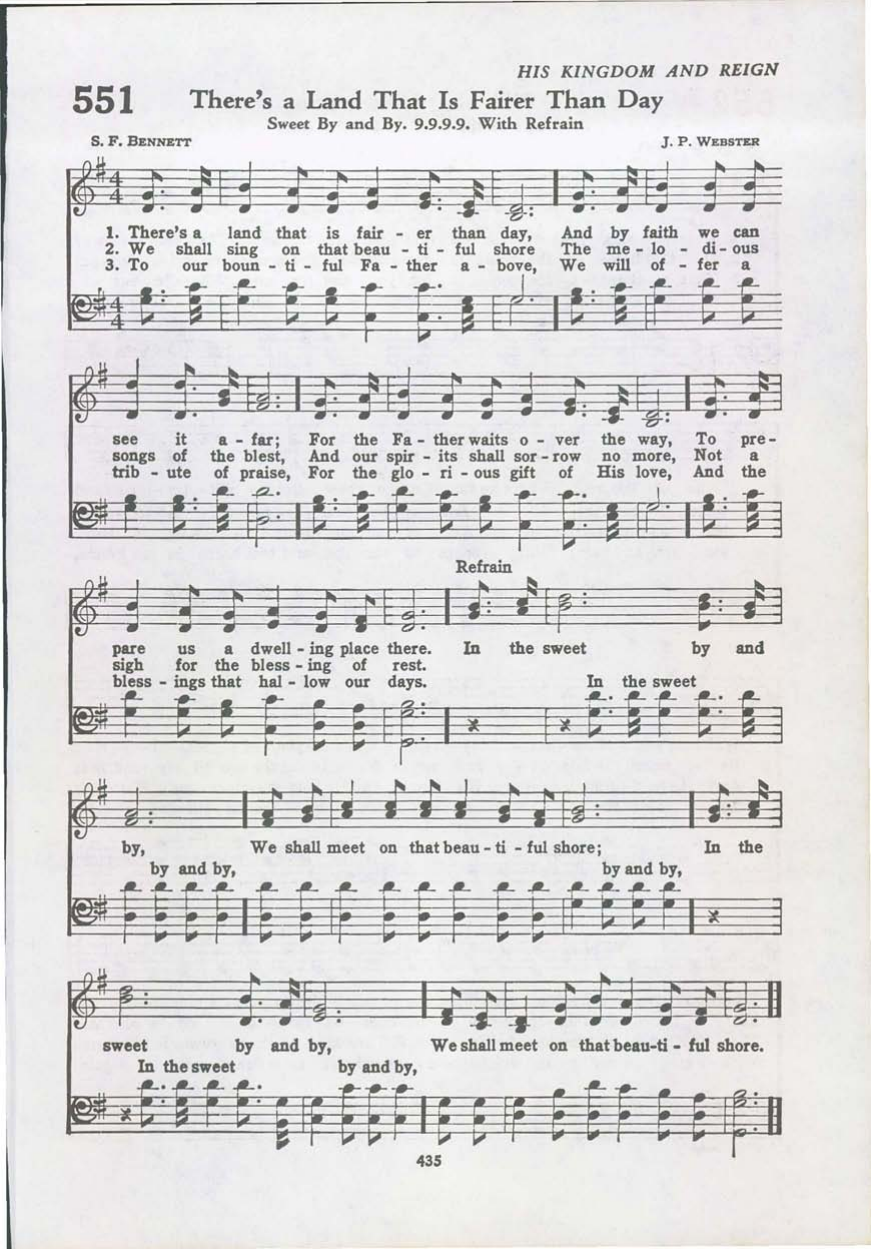 HIS KINGDOM AND REIGN
551 There's a Land That Is Fairer Than Day
Sweet By and By. 9.9.9.9. With Refrain
S. F. BENNETT J. P. WEBSTER
1. There's a land that is fair - er than day, And by faith we can
2. We shall sing on that beau - ti - ful shore The me - lo - di - ous
3. To our boun - ti - ful Fa - ther a - bove, We will of - fer a
see it a - far; For the Fa - ther waits o - ver the way, To pre -
songs of the blest, And our spir - its shall sor - row no more, Not a
trib - ute of praise, For the glo - ri - ous gift of His love, And the
Refrain
pare us a dwell - ing place there. In the sweet by and
sigh for the bless - ing of rest.
bless - ings that hal - low our days. In the sweet
by, We shall meet on that beau - ti - ful shore; In the
by and by, by and by,
sweet by and by, We shall meet on that beau - ti - ful shore.
In the sweet by and by,
435